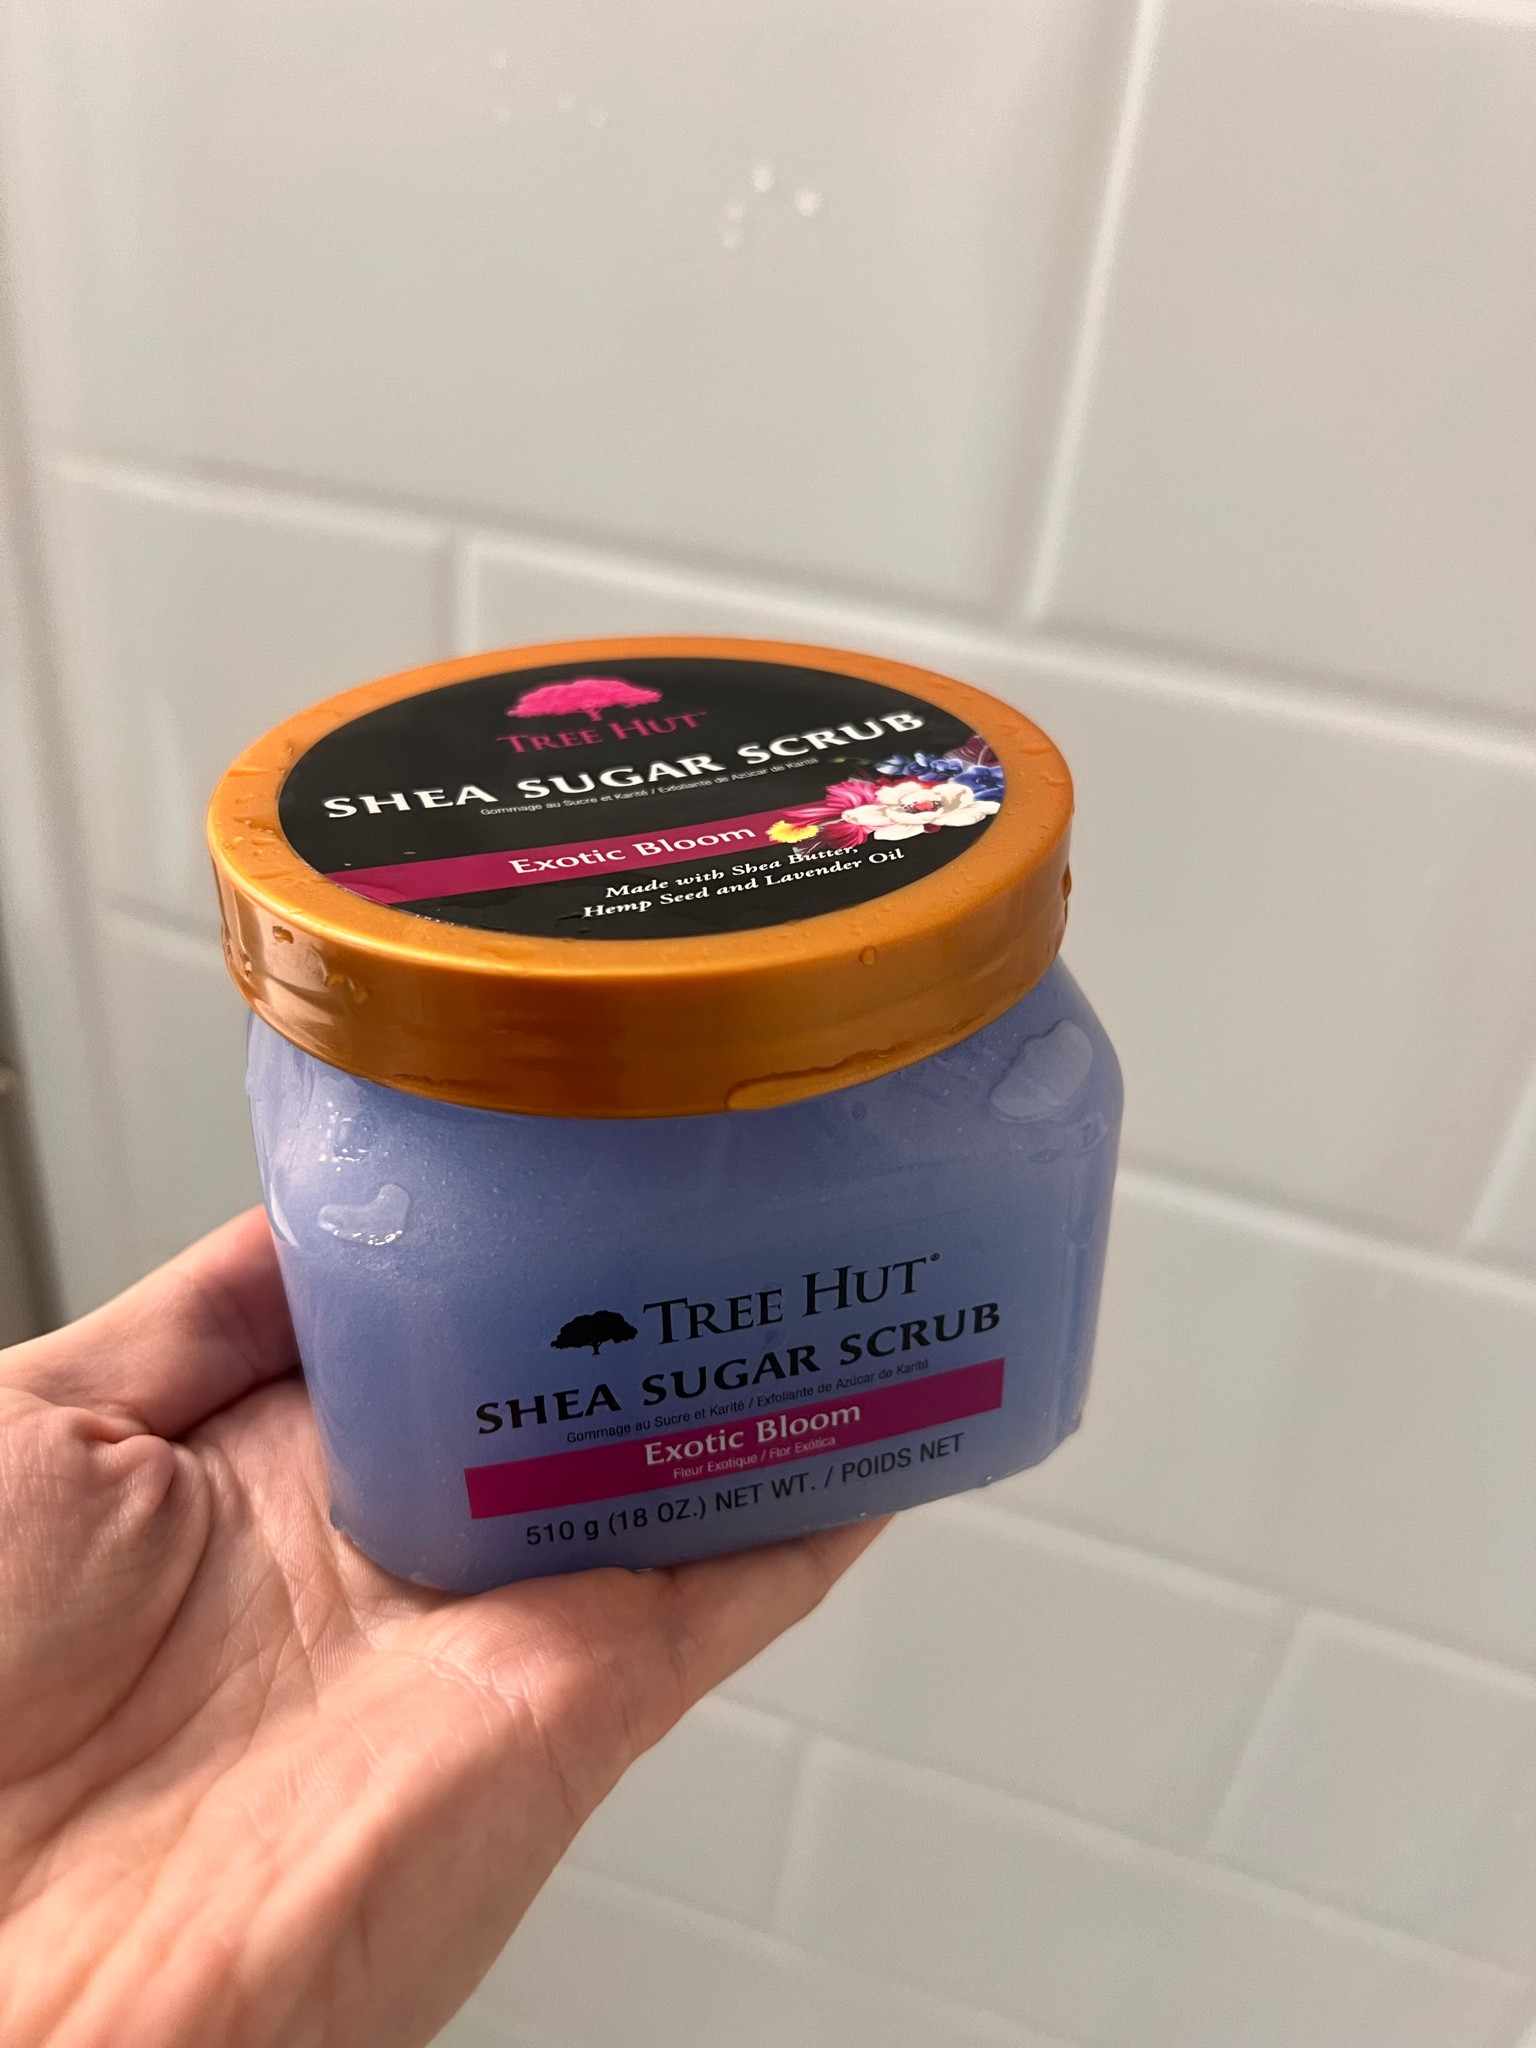 TREE HUT™
SHEA SUGAR SCRUB
Gommage au Sucre et Karité / Exfoliante de Azúcar de Karité
Exotic Bloom
Made with Shea Butter,
Hemp Seed and Lavender Oil
TREE HUT®
SHEA SUGAR SCRUB
Gommage au Sucre et Karité / Exfoliante de Azúcar de Karité
Exotic Bloom
Fleur Exotique / Flor Exótica
510 g (18 OZ.) NET WT. / POIDS NET